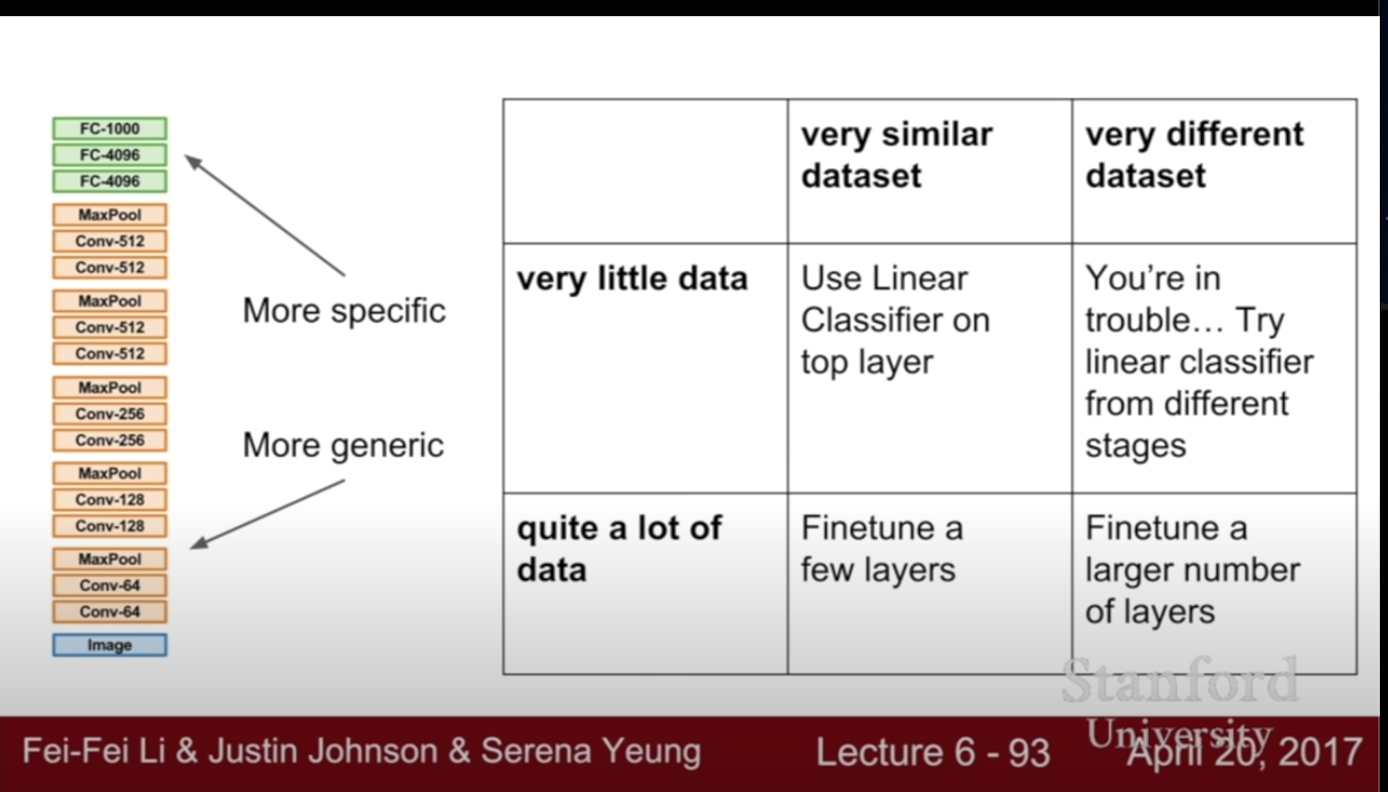 FC-1000
FC-4096
FC-4096
MaxPool
Conv-512
Conv-512
MaxPool
Conv-512
Conv-512
MaxPool
Conv-256
Conv-256
MaxPool
Conv-128
Conv-128
MaxPool
Conv-64
Conv-64
Image
More specific
More generic
very similar
dataset
very different
dataset
very little data
Use Linear
Classifier on
top layer
You're in
trouble… Try
linear classifier
from different
stages
quite a lot of
data
Finetune a
few layers
Finetune a
larger number
of layers
Stanford
University
Fei-Fei Li & Justin Johnson & Serena Yeung
Lecture 6 - 93
April 20, 2017